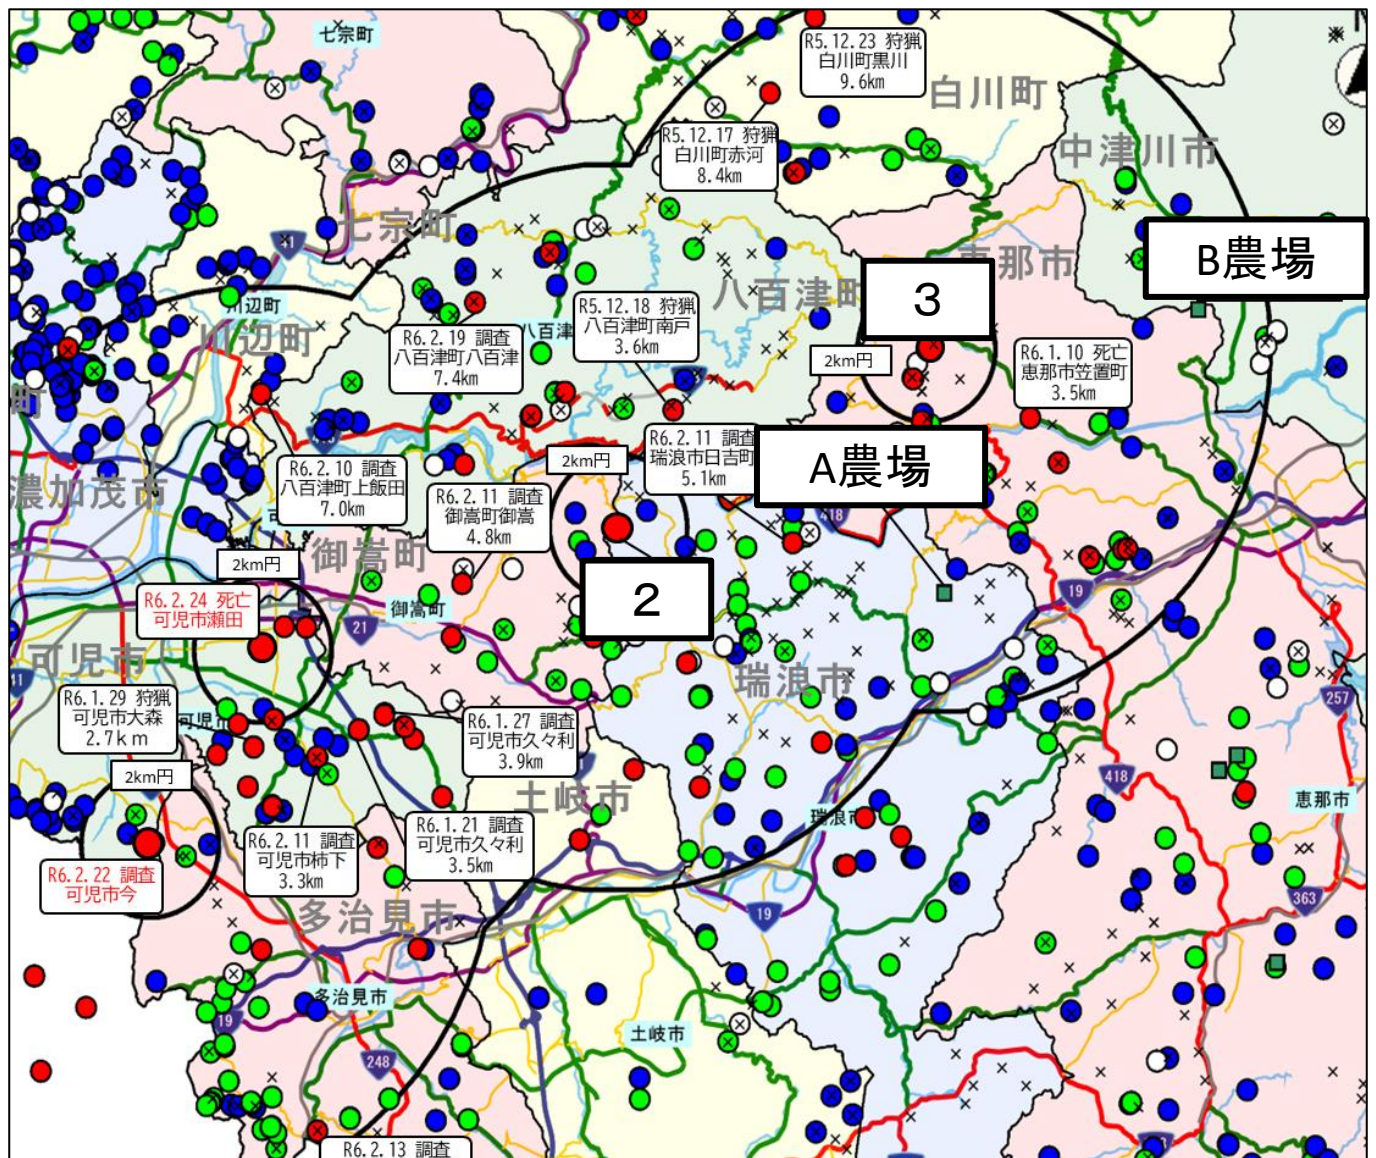 七宗町
R5.12.23 狩猟
白川町黒川
9.6km
白川町
R5.12.17 狩猟
白川町赤河
8.4km
中津川市
七宗町
41
B農場
恵那市
八百津町
3
川辺町
川辺町
R5.12.18 狩猟
八百津町南戸
3.6km
八百津
R6.2.19 調査
八百津町八百津
7.4km
2km円
R6.1.10 死亡
恵那市笠置町
3.5km
町
R6.2.11 調査
瑞浪市日吉町
5.1km
A農場
2km円
R6.2.10 調査
八百津町上飯田
7.0km
R6.2.11 調査
御嵩町御嵩
4.8km
濃加茂市
418
御嵩町
2km円
2
R6.2.24 死亡
可児市瀬田
御嵩町
21
19
可児市
41
瑞浪市
257
R6.1.29 狩猟
可児市大森
2.7km
可児市
R6.1.27 調査
可児市久々利
3.9km
2km円
土岐市
418
恵那市
R6.2.11 調査
可児市柿下
3.3km
R6.1.21 調査
可児市久々利
3.5km
瑞浪市
R6.2.22 調査
可児市今
多治見市
19
363
多治見市
19
土岐市
248
R6.2.13 調査